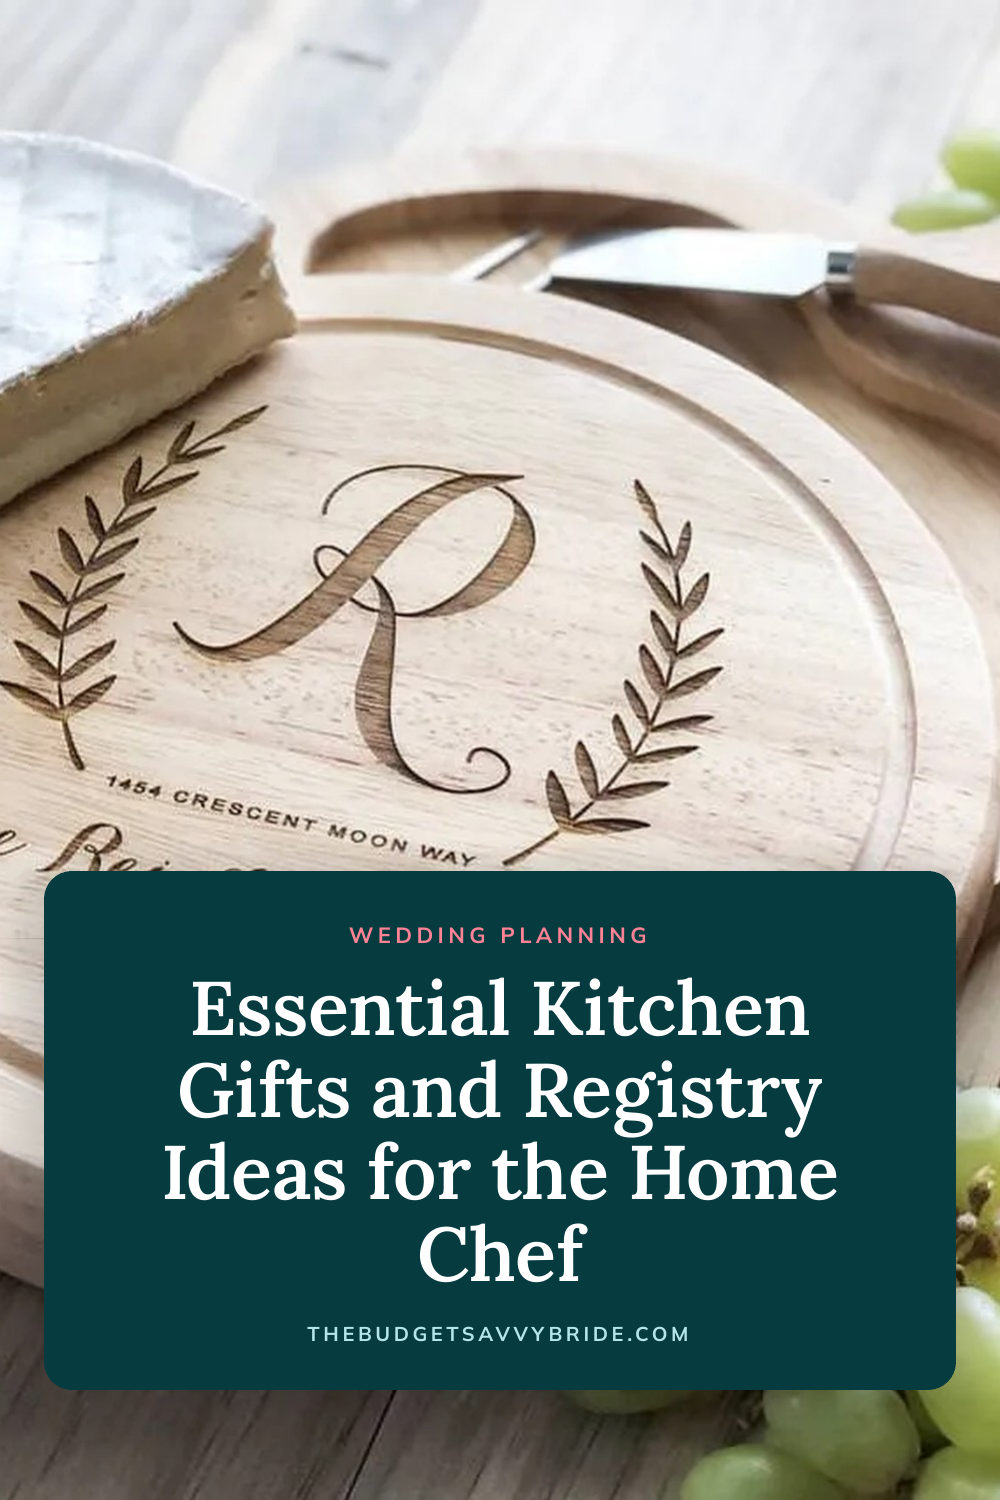 R
1454 CRESCENT MOON WAY
WEDDING PLANNING
Essential Kitchen
Gifts and Registry
Ideas for the Home
Chef
THEBUDGETSAVVYBRIDE.COM